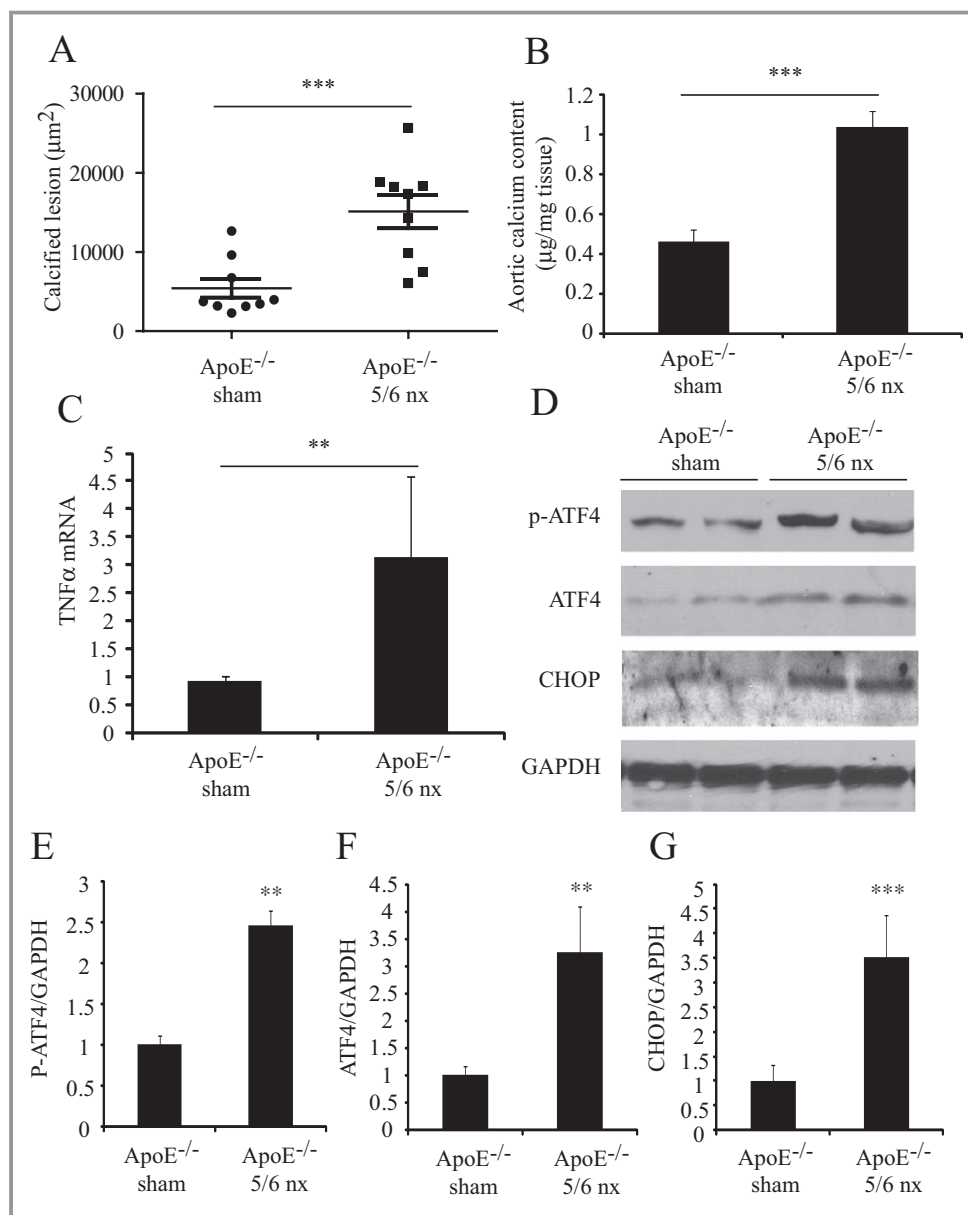 A
***
30000
20000
10000
0
Calcified lesion (μm²)
ApoE-/- sham
ApoE-/- 5/6 nx
B
***
1.2
1
0.8
0.6
0.4
0.2
0
Aortic calcium content
(μg/mg tissue)
ApoE-/- sham
ApoE-/- 5/6 nx
C
**
5
4.5
4
3.5
3
2.5
2
1.5
1
0.5
0
TNFα mRNA
ApoE-/- sham
ApoE-/- 5/6 nx
D
ApoE-/- sham
ApoE-/- 5/6 nx
p-ATF4
ATF4
CHOP
GAPDH
E
**
3
2.5
2
1.5
1
0.5
0
P-ATF4/GAPDH
ApoE-/- sham
ApoE-/- 5/6 nx
F
**
4.5
4
3.5
3
2.5
2
1.5
1
0.5
0
ATF4/GAPDH
ApoE-/- sham
ApoE-/- 5/6 nx
G
***
5
4.5
4
3.5
3
2.5
2
1.5
1
0.5
0
CHOP/GAPDH
ApoE-/- sham
ApoE-/- 5/6 nx